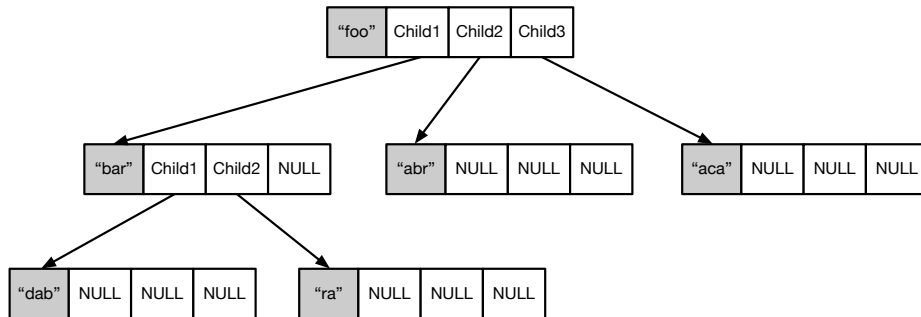 “foo” Child1 Child2 Child3
“bar” Child1 Child2 NULL
“abr” NULL NULL NULL
“aca” NULL NULL NULL
“dab” NULL NULL NULL
“ra” NULL NULL NULL